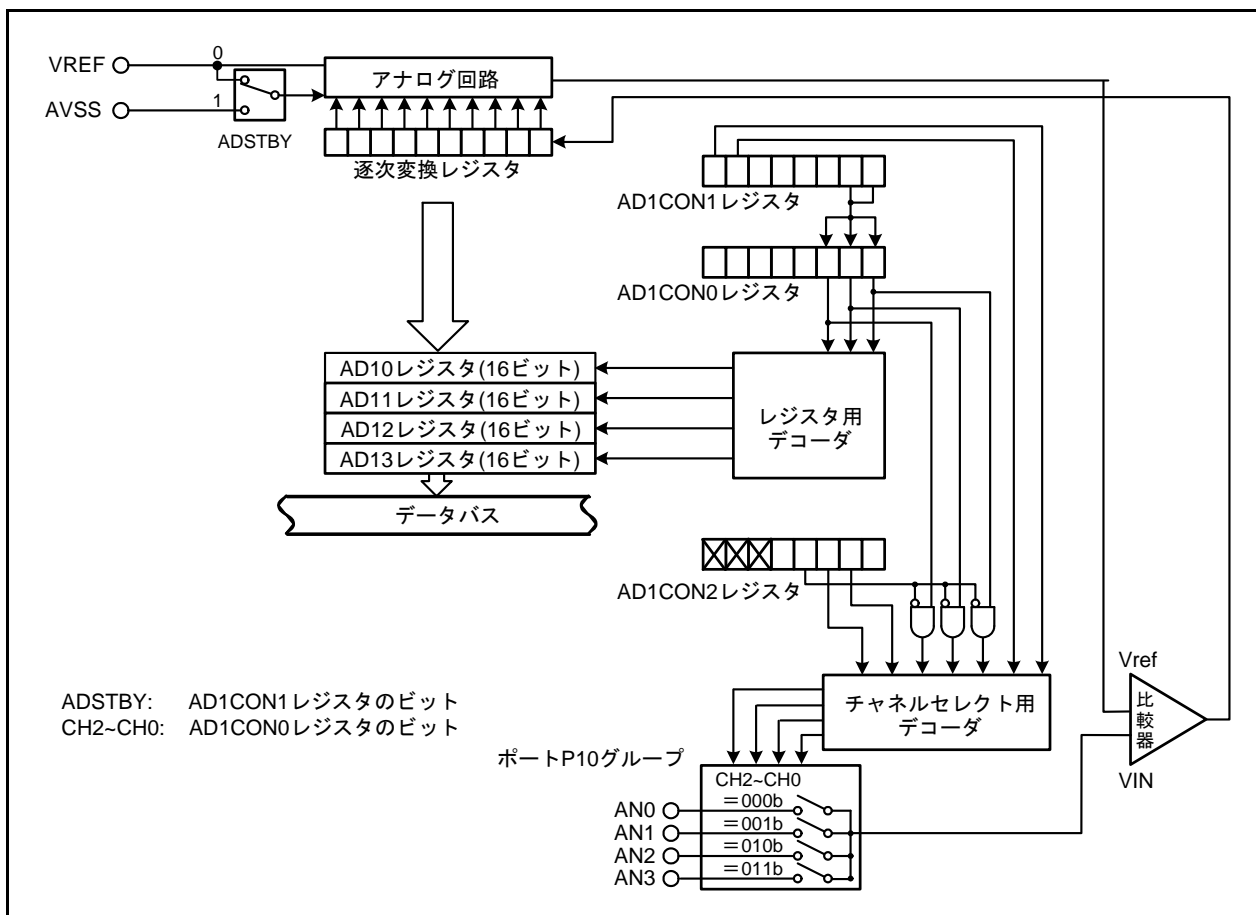 VREF
0
アナログ回路
AVSS
1
ADSTBY
逐次変換レジスタ
AD1CON1レジスタ
AD1CON0レジスタ
AD10レジスタ(16ビット)
AD11レジスタ(16ビット)
AD12レジスタ(16ビット)
AD13レジスタ(16ビット)
レジスタ用
デコーダ
データバス
AD1CON2レジスタ
ADSTBY: AD1CON1レジスタのビット
CH2~CH0: AD1CON0レジスタのビット
チャネルセレクト用
デコーダ
Vref
比較器
VIN
ポートP10グループ
CH2~CH0
AN0 =000b
AN1 =001b
AN2 =010b
AN3 =011b